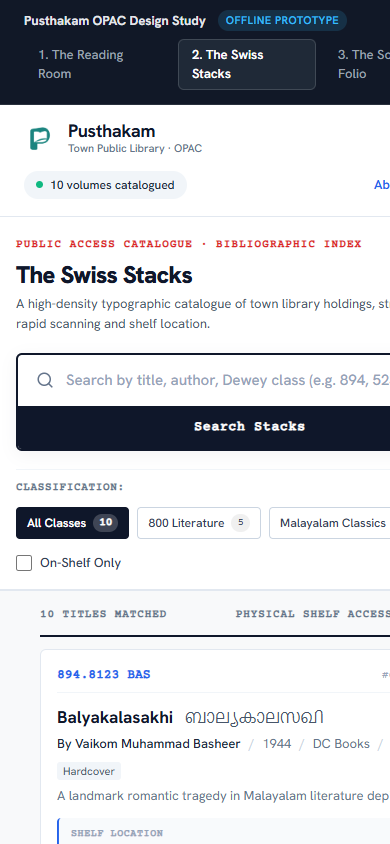 Pusthakam OPAC Design Study OFFLINE PROTOTYPE
1. The Reading
Room
2. The Swiss
Stacks
3. The
Folio
Pusthakam
Town Public Library · OPAC
10 volumes catalogued
PUBLIC ACCESS CATALOGUE · BIBLIOGRAPHIC INDEX
The Swiss Stacks
A high-density typographic catalogue of town library holdings,
rapid scanning and shelf location.
Search by title, author, Dewey class (e.g. 894, 52
Search Stacks
CLASSIFICATION:
All Classes 10 800 Literature 5 Malayalam Classics
On-Shelf Only
10 TITLES MATCHED PHYSICAL SHELF ACCESS
894.8123 BAS #
Balyakalasakhi ബാല്യകാലസഖി
By Vaikom Muhammad Basheer / 1944 / DC Books /
Hardcover
A landmark romantic tragedy in Malayalam literature
SHELF LOCATION